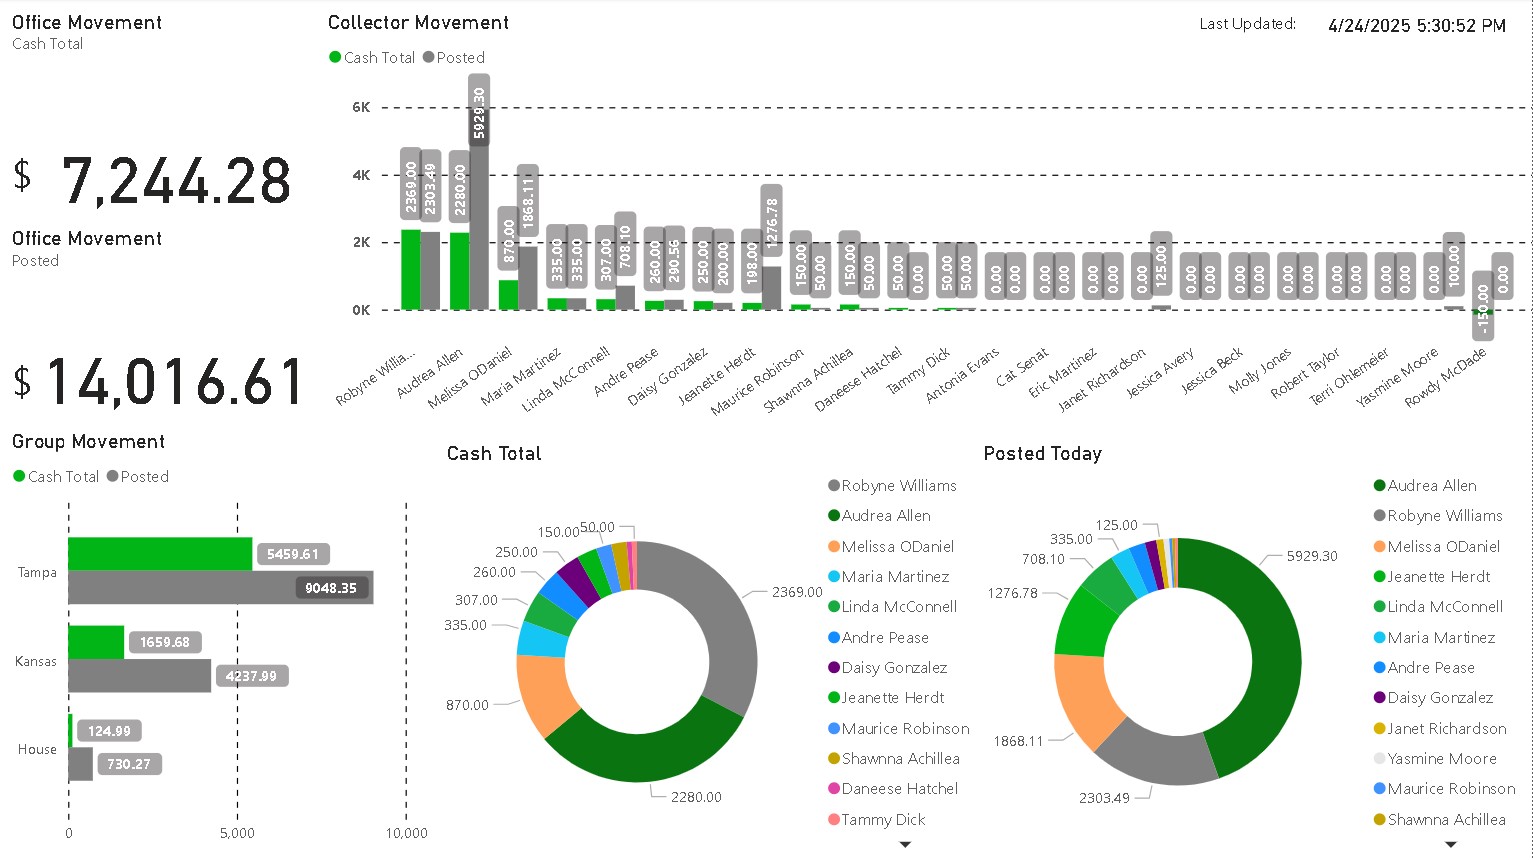 Office Movement
Cash Total
$ 7,244.28
Office Movement
Posted
$ 14,016.61
Collector Movement
Last Updated: 4/24/2025 5:30:52 PM
Cash Total Posted
6K
4K
2K
0K
2369.00
2303.49
2280.00
5929.30
870.00
1868.11
335.00
335.00
307.00
708.10
260.00
290.56
250.00
200.00
198.00
1276.78
150.00
50.00
150.00
50.00
50.00
0.00
50.00
50.00
0.00
0.00
0.00
0.00
0.00
0.00
0.00
125.00
0.00
0.00
0.00
0.00
0.00
0.00
0.00
0.00
0.00
0.00
0.00
100.00
-150.00
0.00
Robyne Willia...
Audrea Allen
Melissa ODaniel
Maria Martinez
Linda McConnell
Andre Pease
Daisy Gonzalez
Jeanette Herdt
Maurice Robinson
Shawnna Achillea
Daneese Hatchel
Tammy Dick
Antonia Evans
Cat Senat
Eric Martinez
Janet Richardson
Jessica Avery
Jessica Beck
Molly Jones
Robert Taylor
Terri Ohlemeier
Yasmine Moore
Rowdy McDade
Group Movement
Cash Total Posted
Tampa
5459.61
9048.35
Kansas
1659.68
4237.99
House
124.99
730.27
0
5,000
10,000
Cash Total
2369.00
2280.00
870.00
335.00
307.00
260.00
250.00
150.00
50.00
Robyne Williams
Audrea Allen
Melissa ODaniel
Maria Martinez
Linda McConnell
Andre Pease
Daisy Gonzalez
Jeanette Herdt
Maurice Robinson
Shawnna Achillea
Daneese Hatchel
Tammy Dick
Posted Today
5929.30
2303.49
1868.11
1276.78
708.10
335.00
125.00
Audrea Allen
Robyne Williams
Melissa ODaniel
Jeanette Herdt
Linda McConnell
Maria Martinez
Andre Pease
Daisy Gonzalez
Janet Richardson
Yasmine Moore
Maurice Robinson
Shawnna Achillea